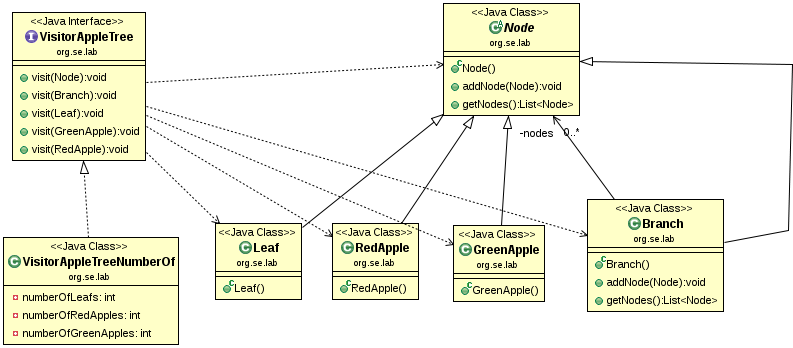 <<Java Interface>>
VisitorAppleTree
org.se.lab
visit(Node):void
visit(Branch):void
visit(Leaf):void
visit(GreenApple):void
visit(RedApple):void
<<Java Class>>
Node
org.se.lab
Node()
addNode(Node):void
getNodes():List<Node>
-nodes 0..*
<<Java Class>>
VisitorAppleTreeNumberOf
org.se.lab
numberOfLeafs: int
numberOfRedApples: int
numberOfGreenApples: int
<<Java Class>>
Leaf
org.se.lab
Leaf()
<<Java Class>>
RedApple
org.se.lab
RedApple()
<<Java Class>>
GreenApple
org.se.lab
GreenApple()
<<Java Class>>
Branch
org.se.lab
Branch()
addNode(Node):void
getNodes():List<Node>